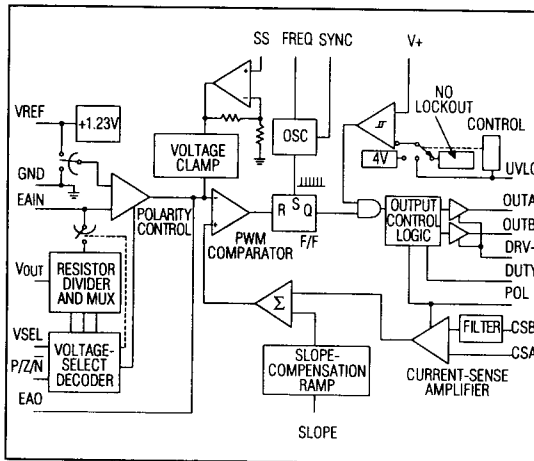 SS FREQ SYNC V+
VREF
+1.23V
GND
EAIN
VOUT
VSEL
P/Z/N
EAO
POLARITY
CONTROL
RESISTOR
DIVIDER
AND MUX
VOLTAGE-
SELECT
DECODER
VOLTAGE
CLAMP
OSC
PWM
COMPARATOR
R S Q
F/F
Σ
SLOPE-
COMPENSATION
RAMP
SLOPE
NO
LOCKOUT
CONTROL
4V
UVLO
OUTPUT
CONTROL
LOGIC
OUTA
OUTB
DRV-
DUTY
POL
FILTER
CSB
CSA
CURRENT-SENSE
AMPLIFIER